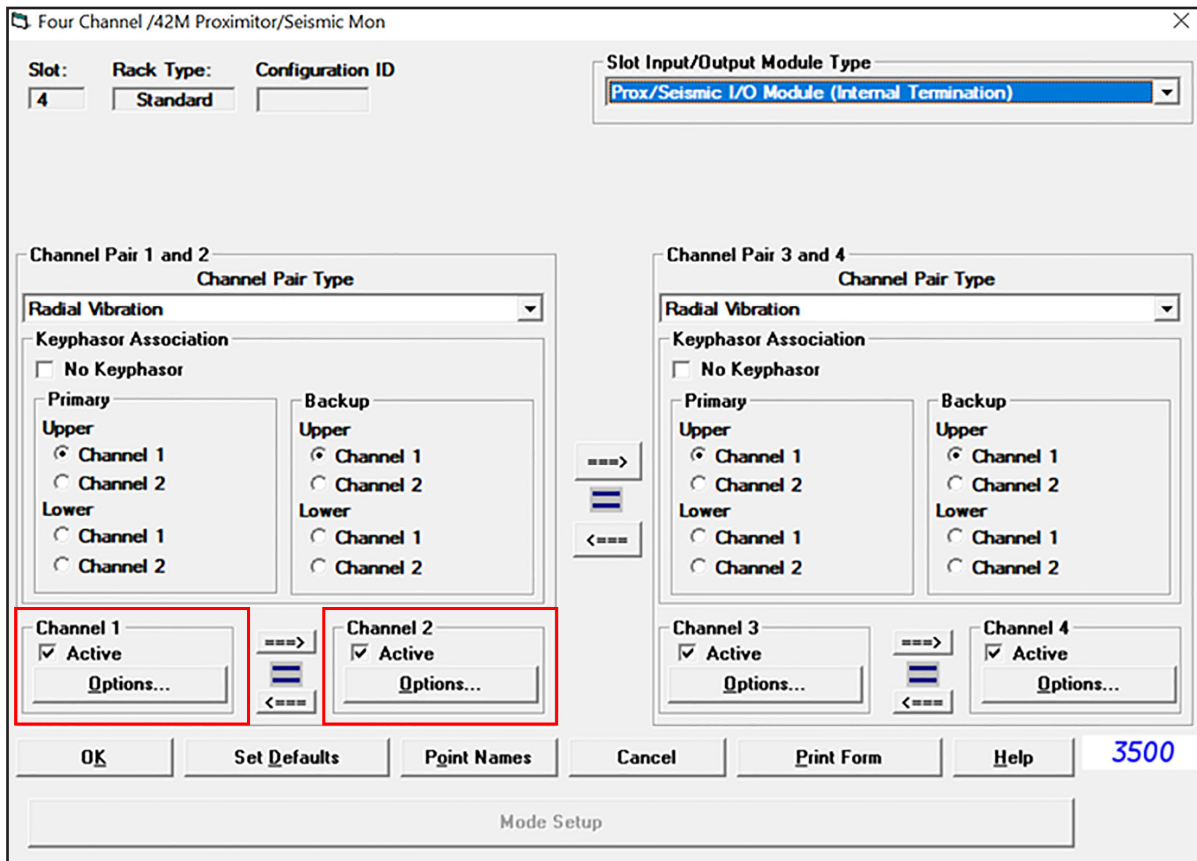 Four Channel /42M Proximitor/Seismic Mon
Slot: Rack Type: Configuration ID
4 Standard
Slot Input/Output Module Type
Prox/Seismic I/O Module (Internal Termination)
Channel Pair 1 and 2
Channel Pair Type
Radial Vibration
Keyphasor Association
No Keyphasor
Primary
Upper
Channel 1
Channel 2
Lower
Channel 1
Channel 2
Backup
Upper
Channel 1
Channel 2
Lower
Channel 1
Channel 2
===>
=
<===
Channel Pair 3 and 4
Channel Pair Type
Radial Vibration
Keyphasor Association
No Keyphasor
Primary
Upper
Channel 1
Channel 2
Lower
Channel 1
Channel 2
Backup
Upper
Channel 1
Channel 2
Lower
Channel 1
Channel 2
Channel 1
Active
Options...
===>
=
<===
Channel 2
Active
Options...
Channel 3
Active
Options...
===>
=
<===
Channel 4
Active
Options...
OK Set Defaults Point Names Cancel Print Form Help 3500
Mode Setup